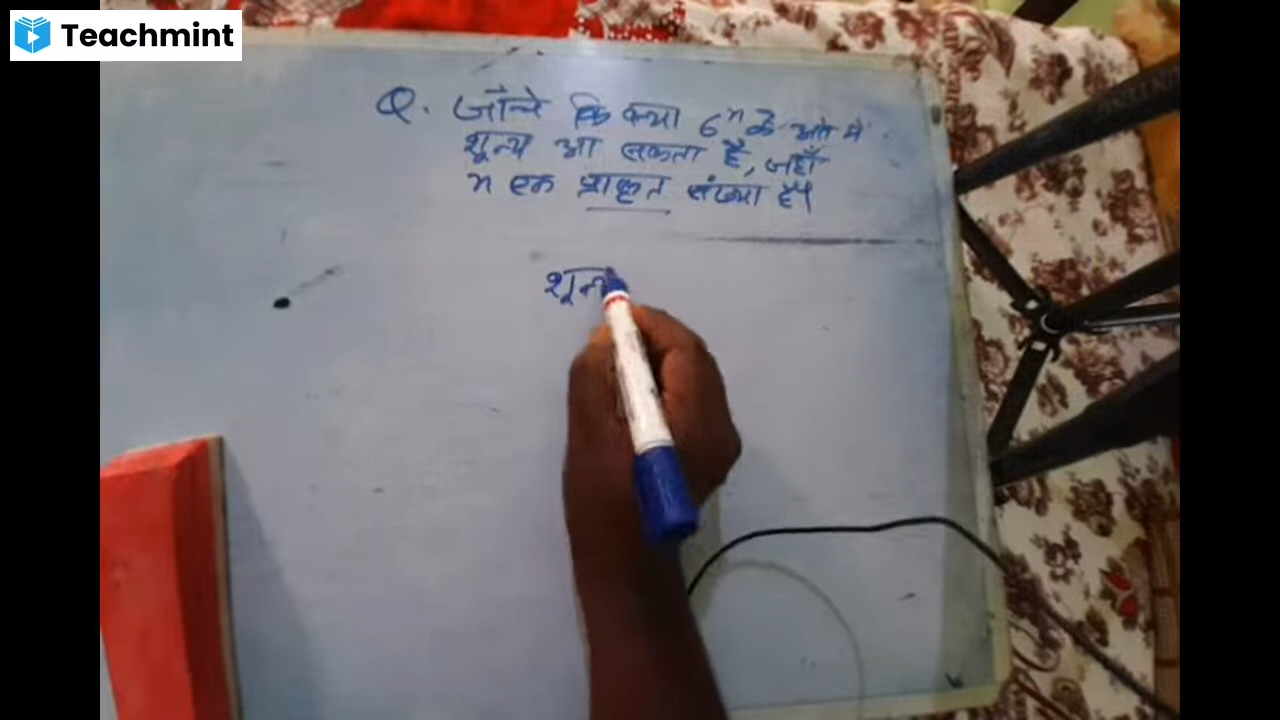 Teachmint
Q. जाँचे कि क्या 6ⁿ के अंत में
शून्य आ सकता है, जहाँ
n एक प्राकृत संख्या है।
शून्य